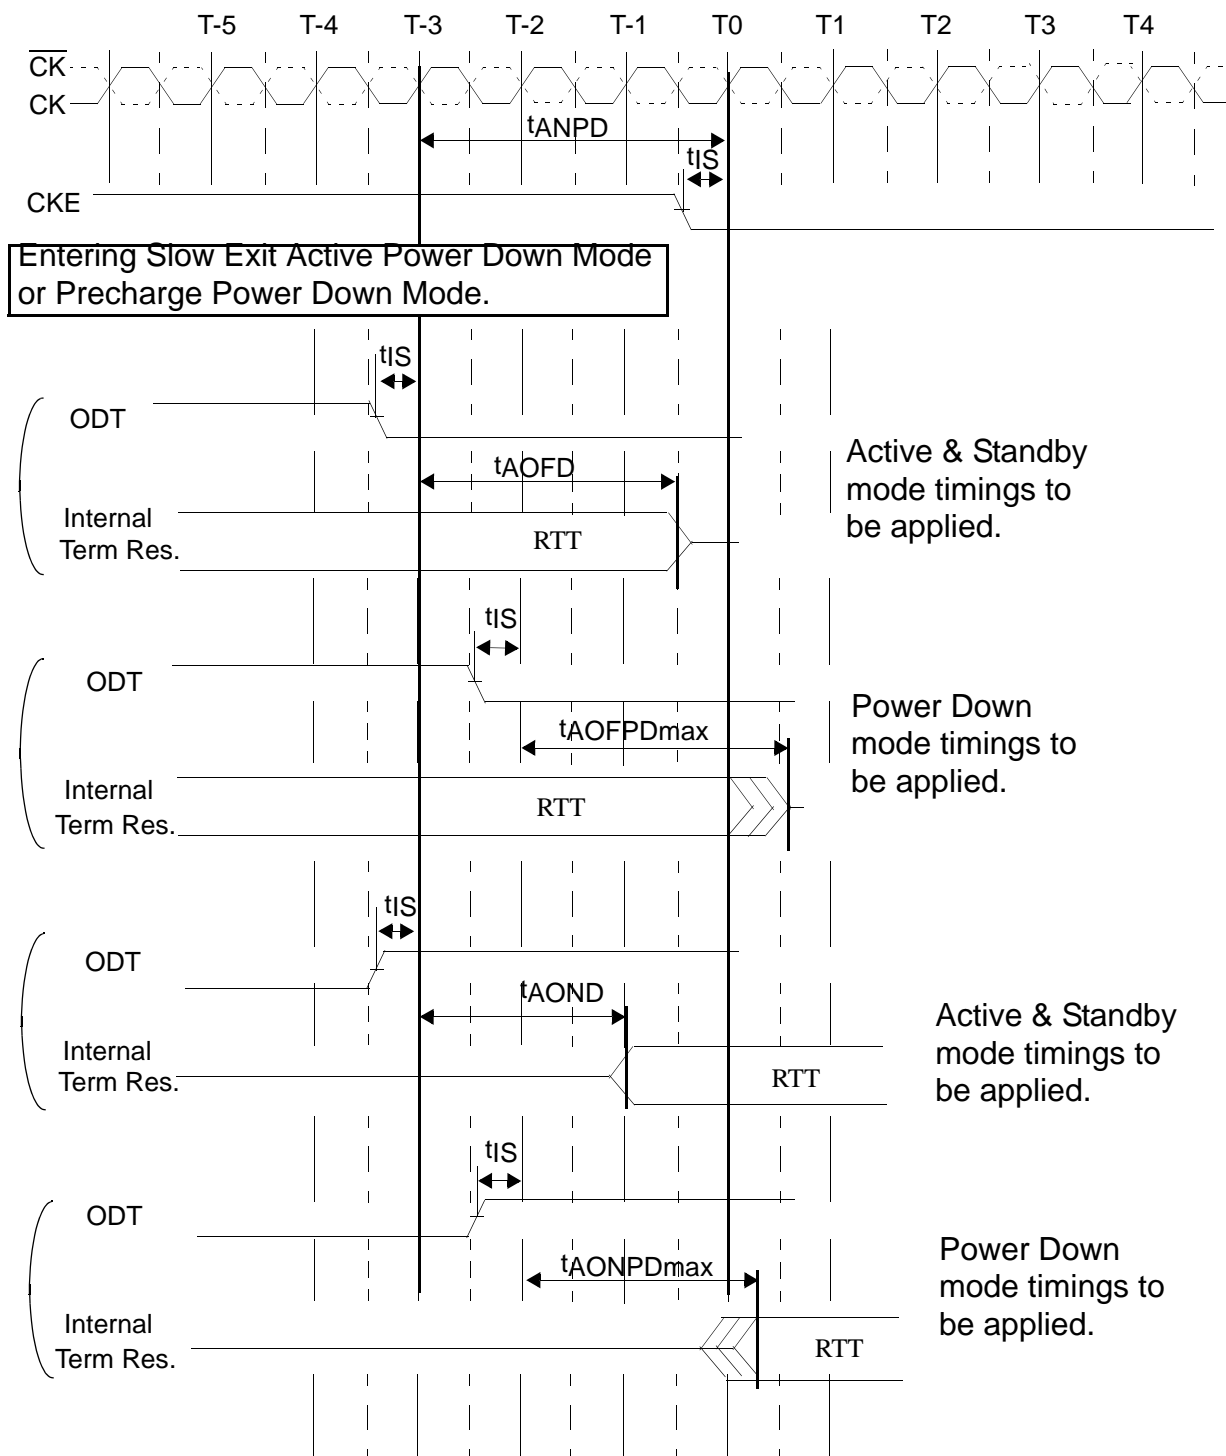 T-5 T-4 T-3 T-2 T-1 T0 T1 T2 T3 T4
CK
CK
tANPD
tIS
CKE
Entering Slow Exit Active Power Down Mode
or Precharge Power Down Mode.
tIS
ODT
Active & Standby
mode timings to
be applied.
tAOFD
Internal
Term Res.
RTT
tIS
ODT
Power Down
mode timings to
be applied.
tAOFPDmax
Internal
Term Res.
RTT
tIS
ODT
tAOND
Active & Standby
mode timings to
be applied.
Internal
Term Res.
RTT
tIS
ODT
Power Down
mode timings to
be applied.
tAONPDmax
Internal
Term Res.
RTT